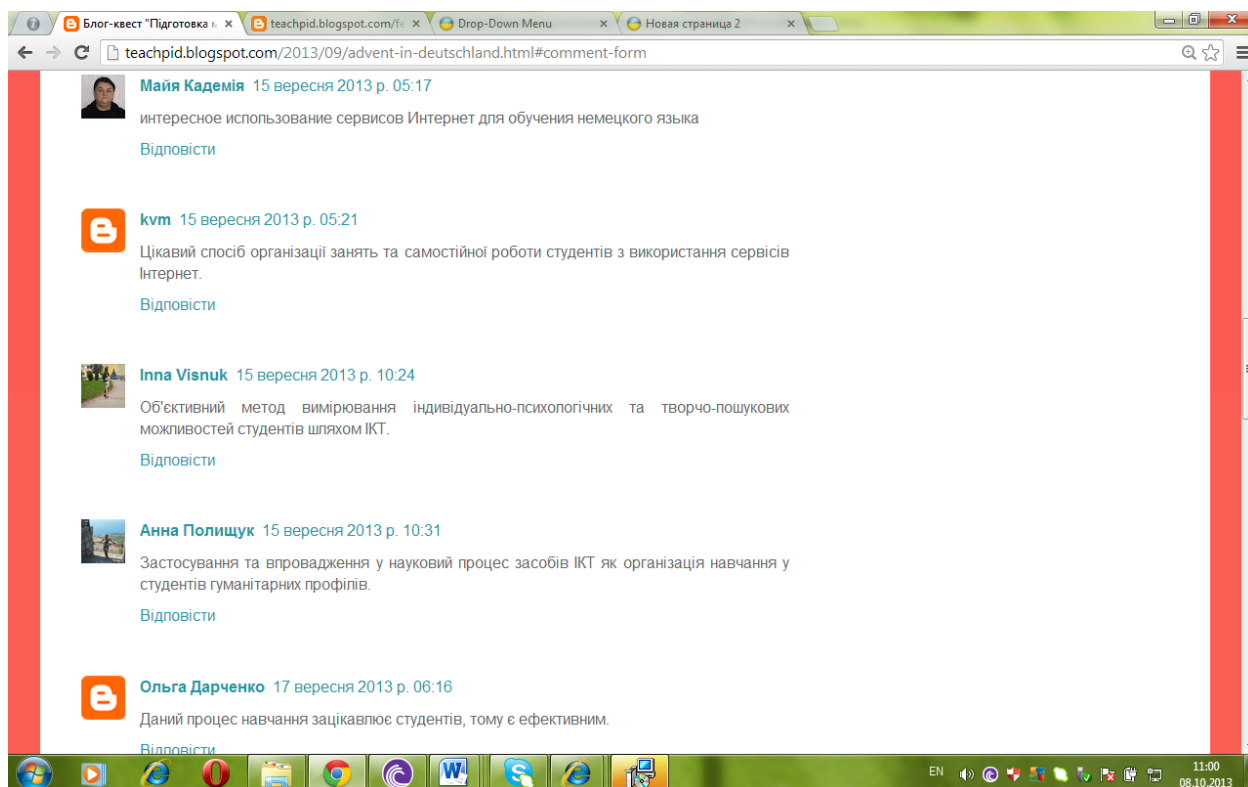 Блог-квест "Підготовка м
teachpid.blogspot.com/fe
Drop-Down Menu
Новая страница 2
teachpid.blogspot.com/2013/09/advent-in-deutschland.html#comment-form
Майя Кадемія 15 вересня 2013 р. 05:17
интересное использование сервисов Интернет для обучения немецкого языка
Відповісти
kvm 15 вересня 2013 р. 05:21
Цікавий спосіб організації занять та самостійної роботи студентів з використання сервісів
Інтернет.
Відповісти
Inna Visnuk 15 вересня 2013 р. 10:24
Об'єктивний метод вимірювання індивідуально-психологічних та творчо-пошукових
можливостей студентів шляхом ІКТ.
Відповісти
Анна Полищук 15 вересня 2013 р. 10:31
Застосування та впровадження у науковий процес засобів ІКТ як організація навчання у
студентів гуманітарних профілів.
Відповісти
Ольга Дарченко 17 вересня 2013 р. 06:16
Даний процес навчання зацікавлює студентів, тому є ефективним.
Відповісти
EN
11:00
08.10.2013